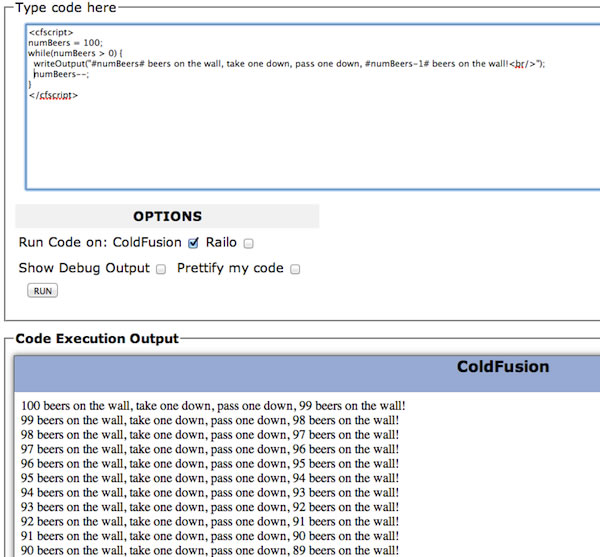 Type code here
<cfscript>
numBeers = 100;
while(numBeers > 0) {
writeOutput("#numBeers# beers on the wall, take one down, pass one down, #numBeers-1# beers on the wall!<br/>");
numBeers--;
}
</cfscript>
OPTIONS
Run Code on: ColdFusion Railo
Show Debug Output Prettify my code
RUN
Code Execution Output
ColdFusion
100 beers on the wall, take one down, pass one down, 99 beers on the wall!
99 beers on the wall, take one down, pass one down, 98 beers on the wall!
98 beers on the wall, take one down, pass one down, 97 beers on the wall!
97 beers on the wall, take one down, pass one down, 96 beers on the wall!
96 beers on the wall, take one down, pass one down, 95 beers on the wall!
95 beers on the wall, take one down, pass one down, 94 beers on the wall!
94 beers on the wall, take one down, pass one down, 93 beers on the wall!
93 beers on the wall, take one down, pass one down, 92 beers on the wall!
92 beers on the wall, take one down, pass one down, 91 beers on the wall!
91 beers on the wall, take one down, pass one down, 90 beers on the wall!
90 beers on the wall, take one down, pass one down, 89 beers on the wall!